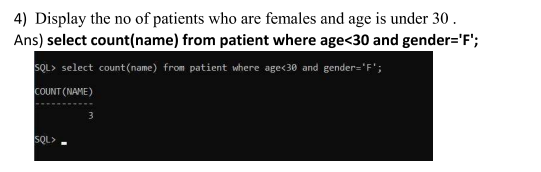 4) Display the no of patients who are females and age is under 30 .
Ans) select count(name) from patient where age<30 and gender='F';
SQL> select count(name) from patient where age<30 and gender='F';
COUNT(NAME)
-----------
3
SQL>